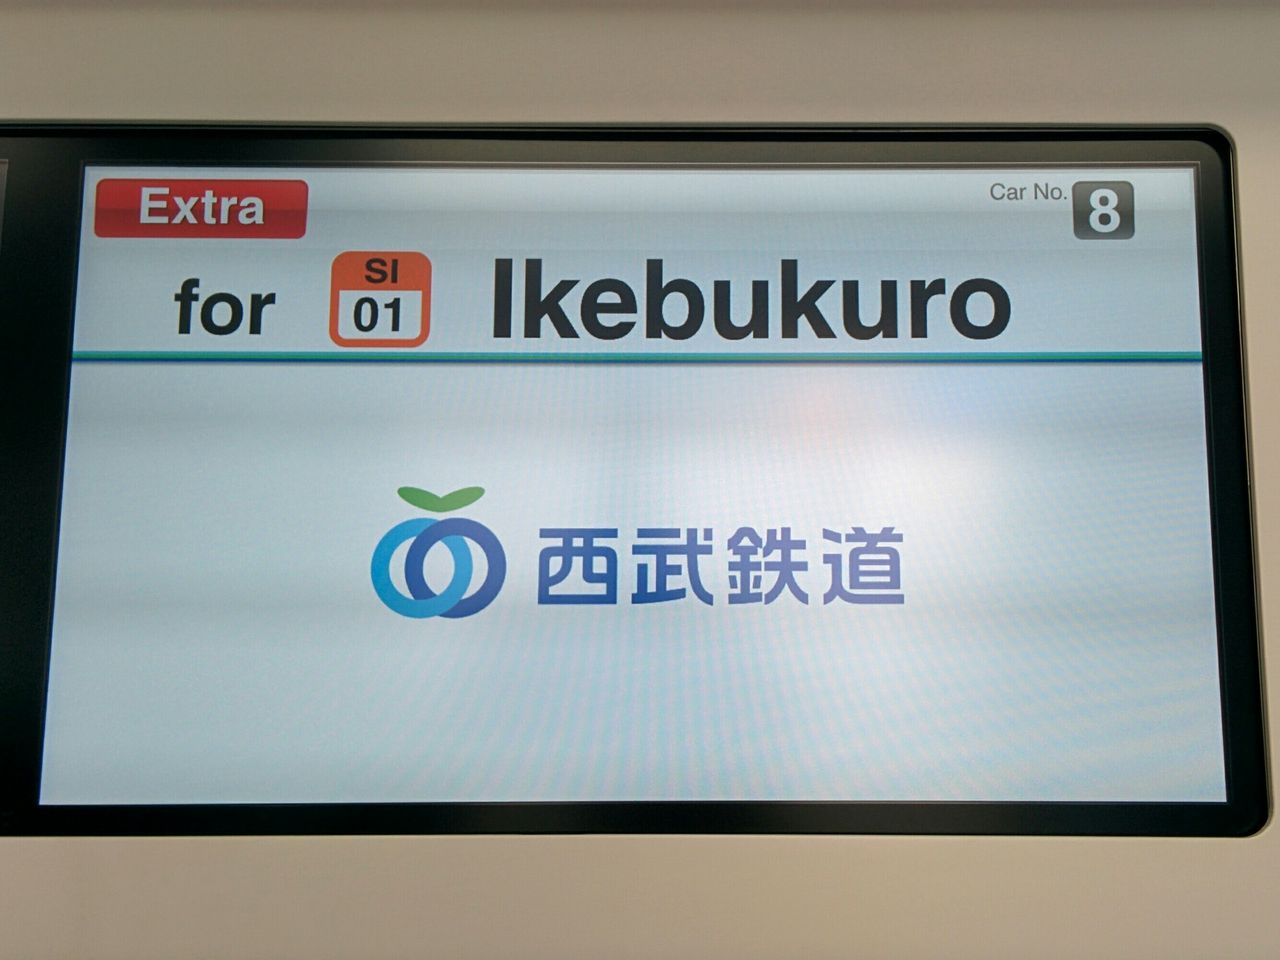 Extra
Car No. 8
for SI 01 Ikebukuro
西武鉄道